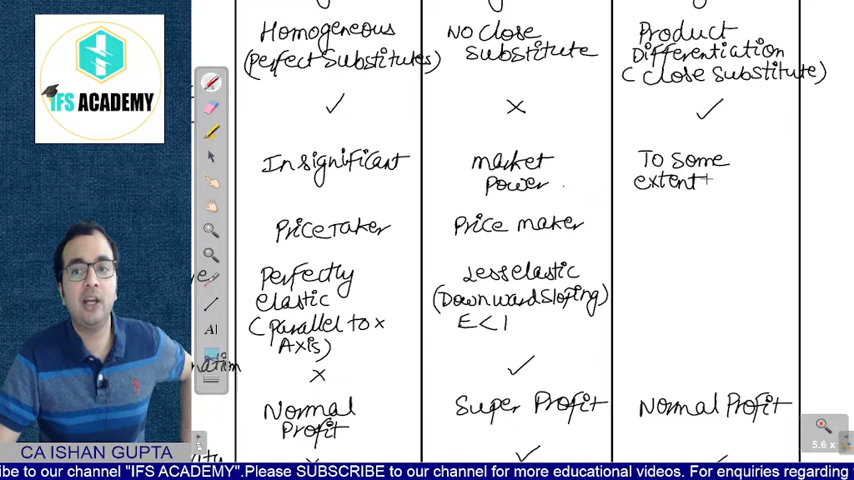 Homogeneous
(Perfect Substitutes)
✓
Insignificant
Price Taker
Perfectly
elastic
(Parallel to x
Axis)
×
Normal
Profit
No Close
Substitute
×
market
Power
Price maker
Less elastic
(Downward Sloping)
E<1
✓
Super Profit
✓
Product
Differentiation
(Close Substitute)
✓
To Some
extent
Normal Profit
IFS ACADEMY
A
5.6 x
CA ISHAN GUPTA
ibe to our channel "IFS ACADEMY".Please SUBSCRIBE to our channel for more educational videos. For enquiries regarding